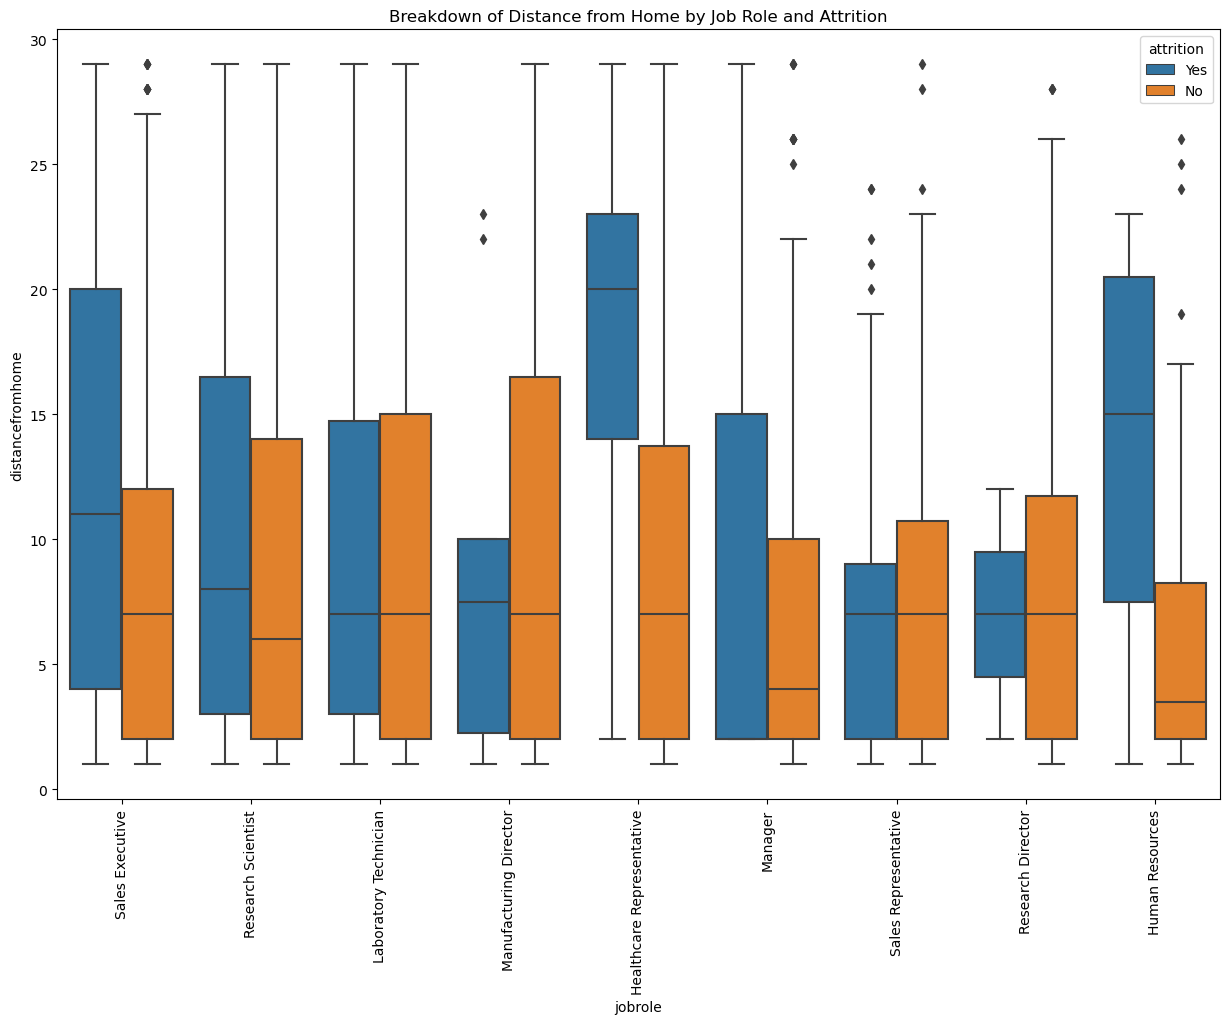 Breakdown of Distance from Home by Job Role and Attrition
attrition
Yes
No
30
25
20
15
10
5
0
distancefromhome
Sales Executive
Research Scientist
Laboratory Technician
Manufacturing Director
Healthcare Representative
Manager
Sales Representative
Research Director
Human Resources
jobrole